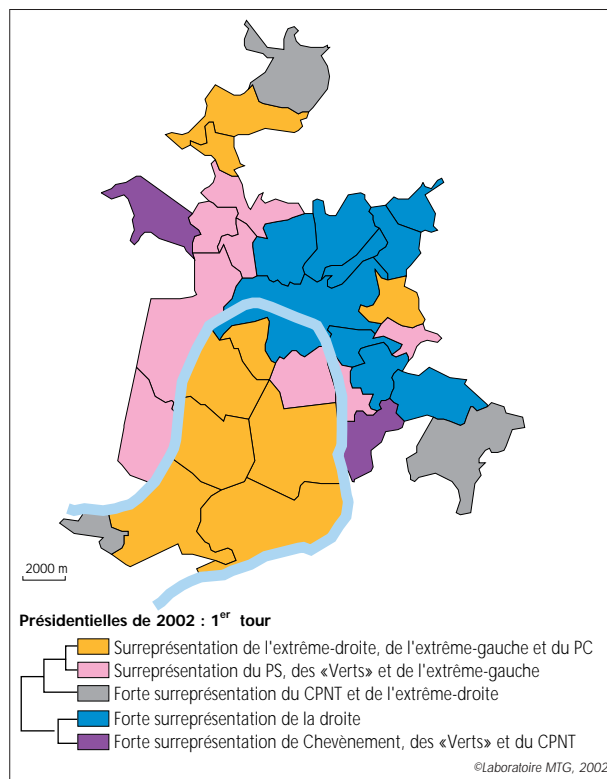 2000 m
Présidentielles de 2002 : 1er tour
Surreprésentation de l'extrême-droite, de l'extrême-gauche et du PC
Surreprésentation du PS, des «Verts» et de l'extrême-gauche
Forte surreprésentation du CPNT et de l'extrême-droite
Forte surreprésentation de la droite
Forte surreprésentation de Chevènement, des «Verts» et du CPNT
©Laboratoire MTG, 2002